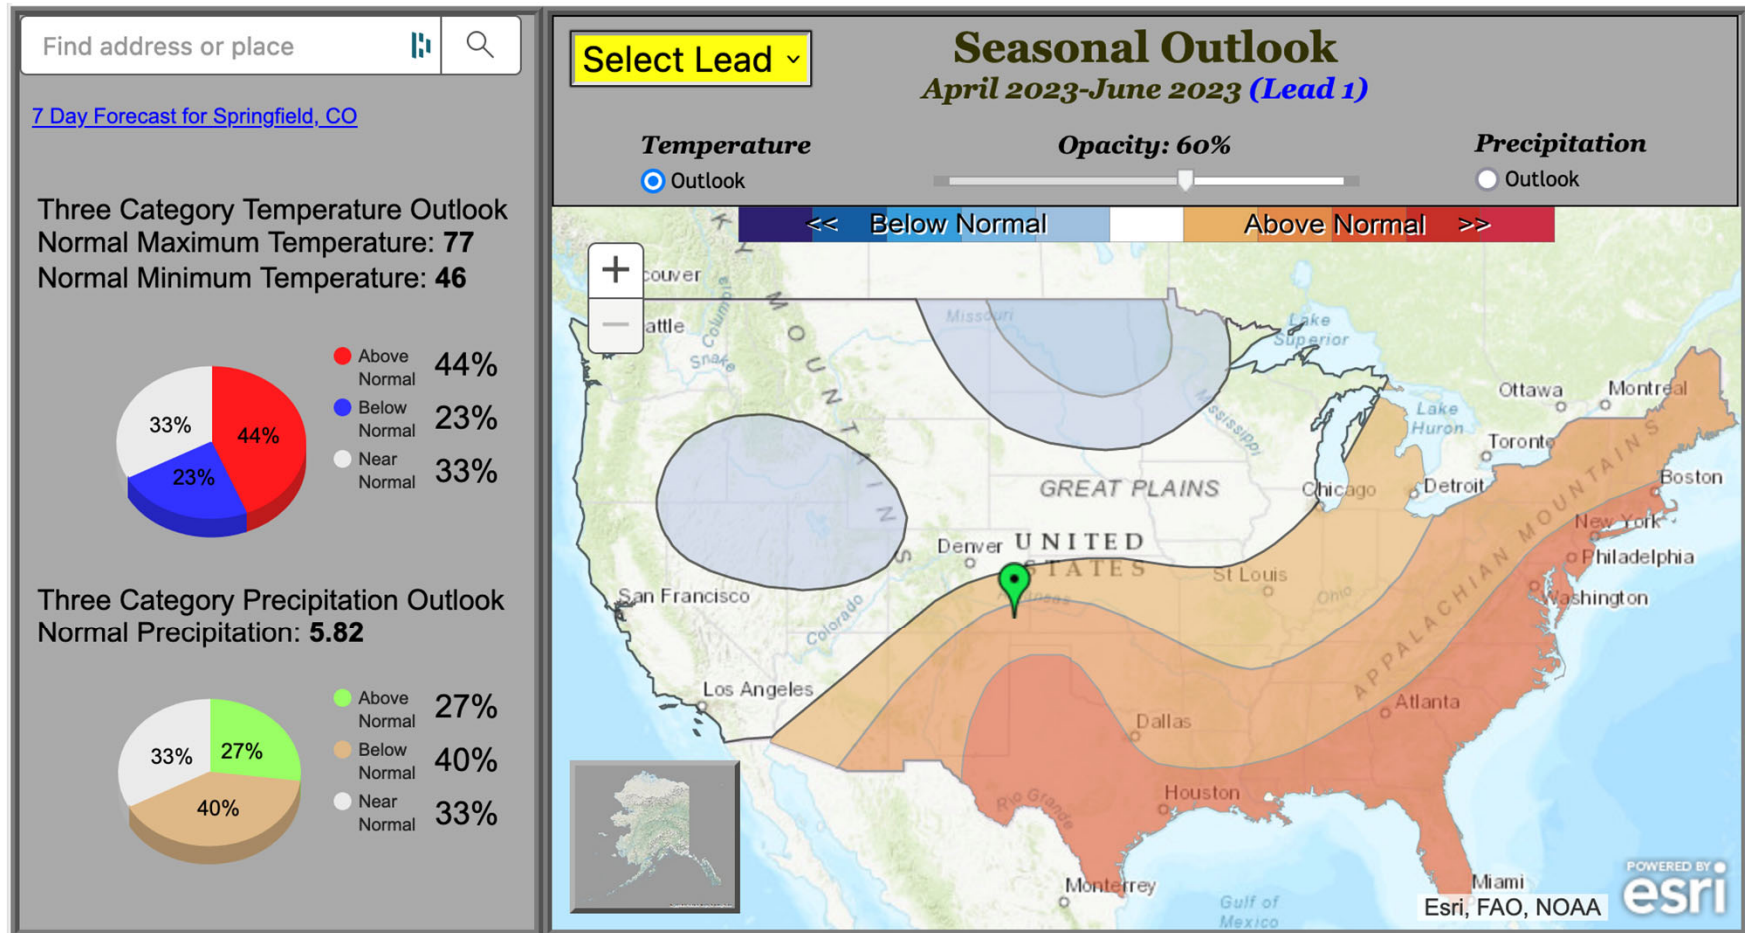 Find address or place
7 Day Forecast for Springfield, CO
Three Category Temperature Outlook
Normal Maximum Temperature: 77
Normal Minimum Temperature: 46
33%
44%
23%
Above Normal 44%
Below Normal 23%
Near Normal 33%
Three Category Precipitation Outlook
Normal Precipitation: 5.82
33%
27%
40%
Above Normal 27%
Below Normal 40%
Near Normal 33%
Select Lead
Seasonal Outlook
April 2023-June 2023 (Lead 1)
Temperature
Outlook
Opacity: 60%
Precipitation
Outlook
<< Below Normal
Above Normal >>
+
−
couver
attle
Columbia
Snake
K Y
M O U N T A I N S
Missouri
Lake Superior
Mississippi
Ottawa
Montreal
Lake Huron
Toronto
GREAT PLAINS
Chicago
Detroit
Boston
New York
Philadelphia
Washington
APPALACHIAN MOUNTAINS
Denver
UNITED STATES
Arkansas
St Louis
Ohio
San Francisco
Colorado
Los Angeles
Dallas
Atlanta
Houston
Rio Grande
Monterrey
Gulf of Mexico
Miami
Esri, FAO, NOAA
POWERED BY
esri